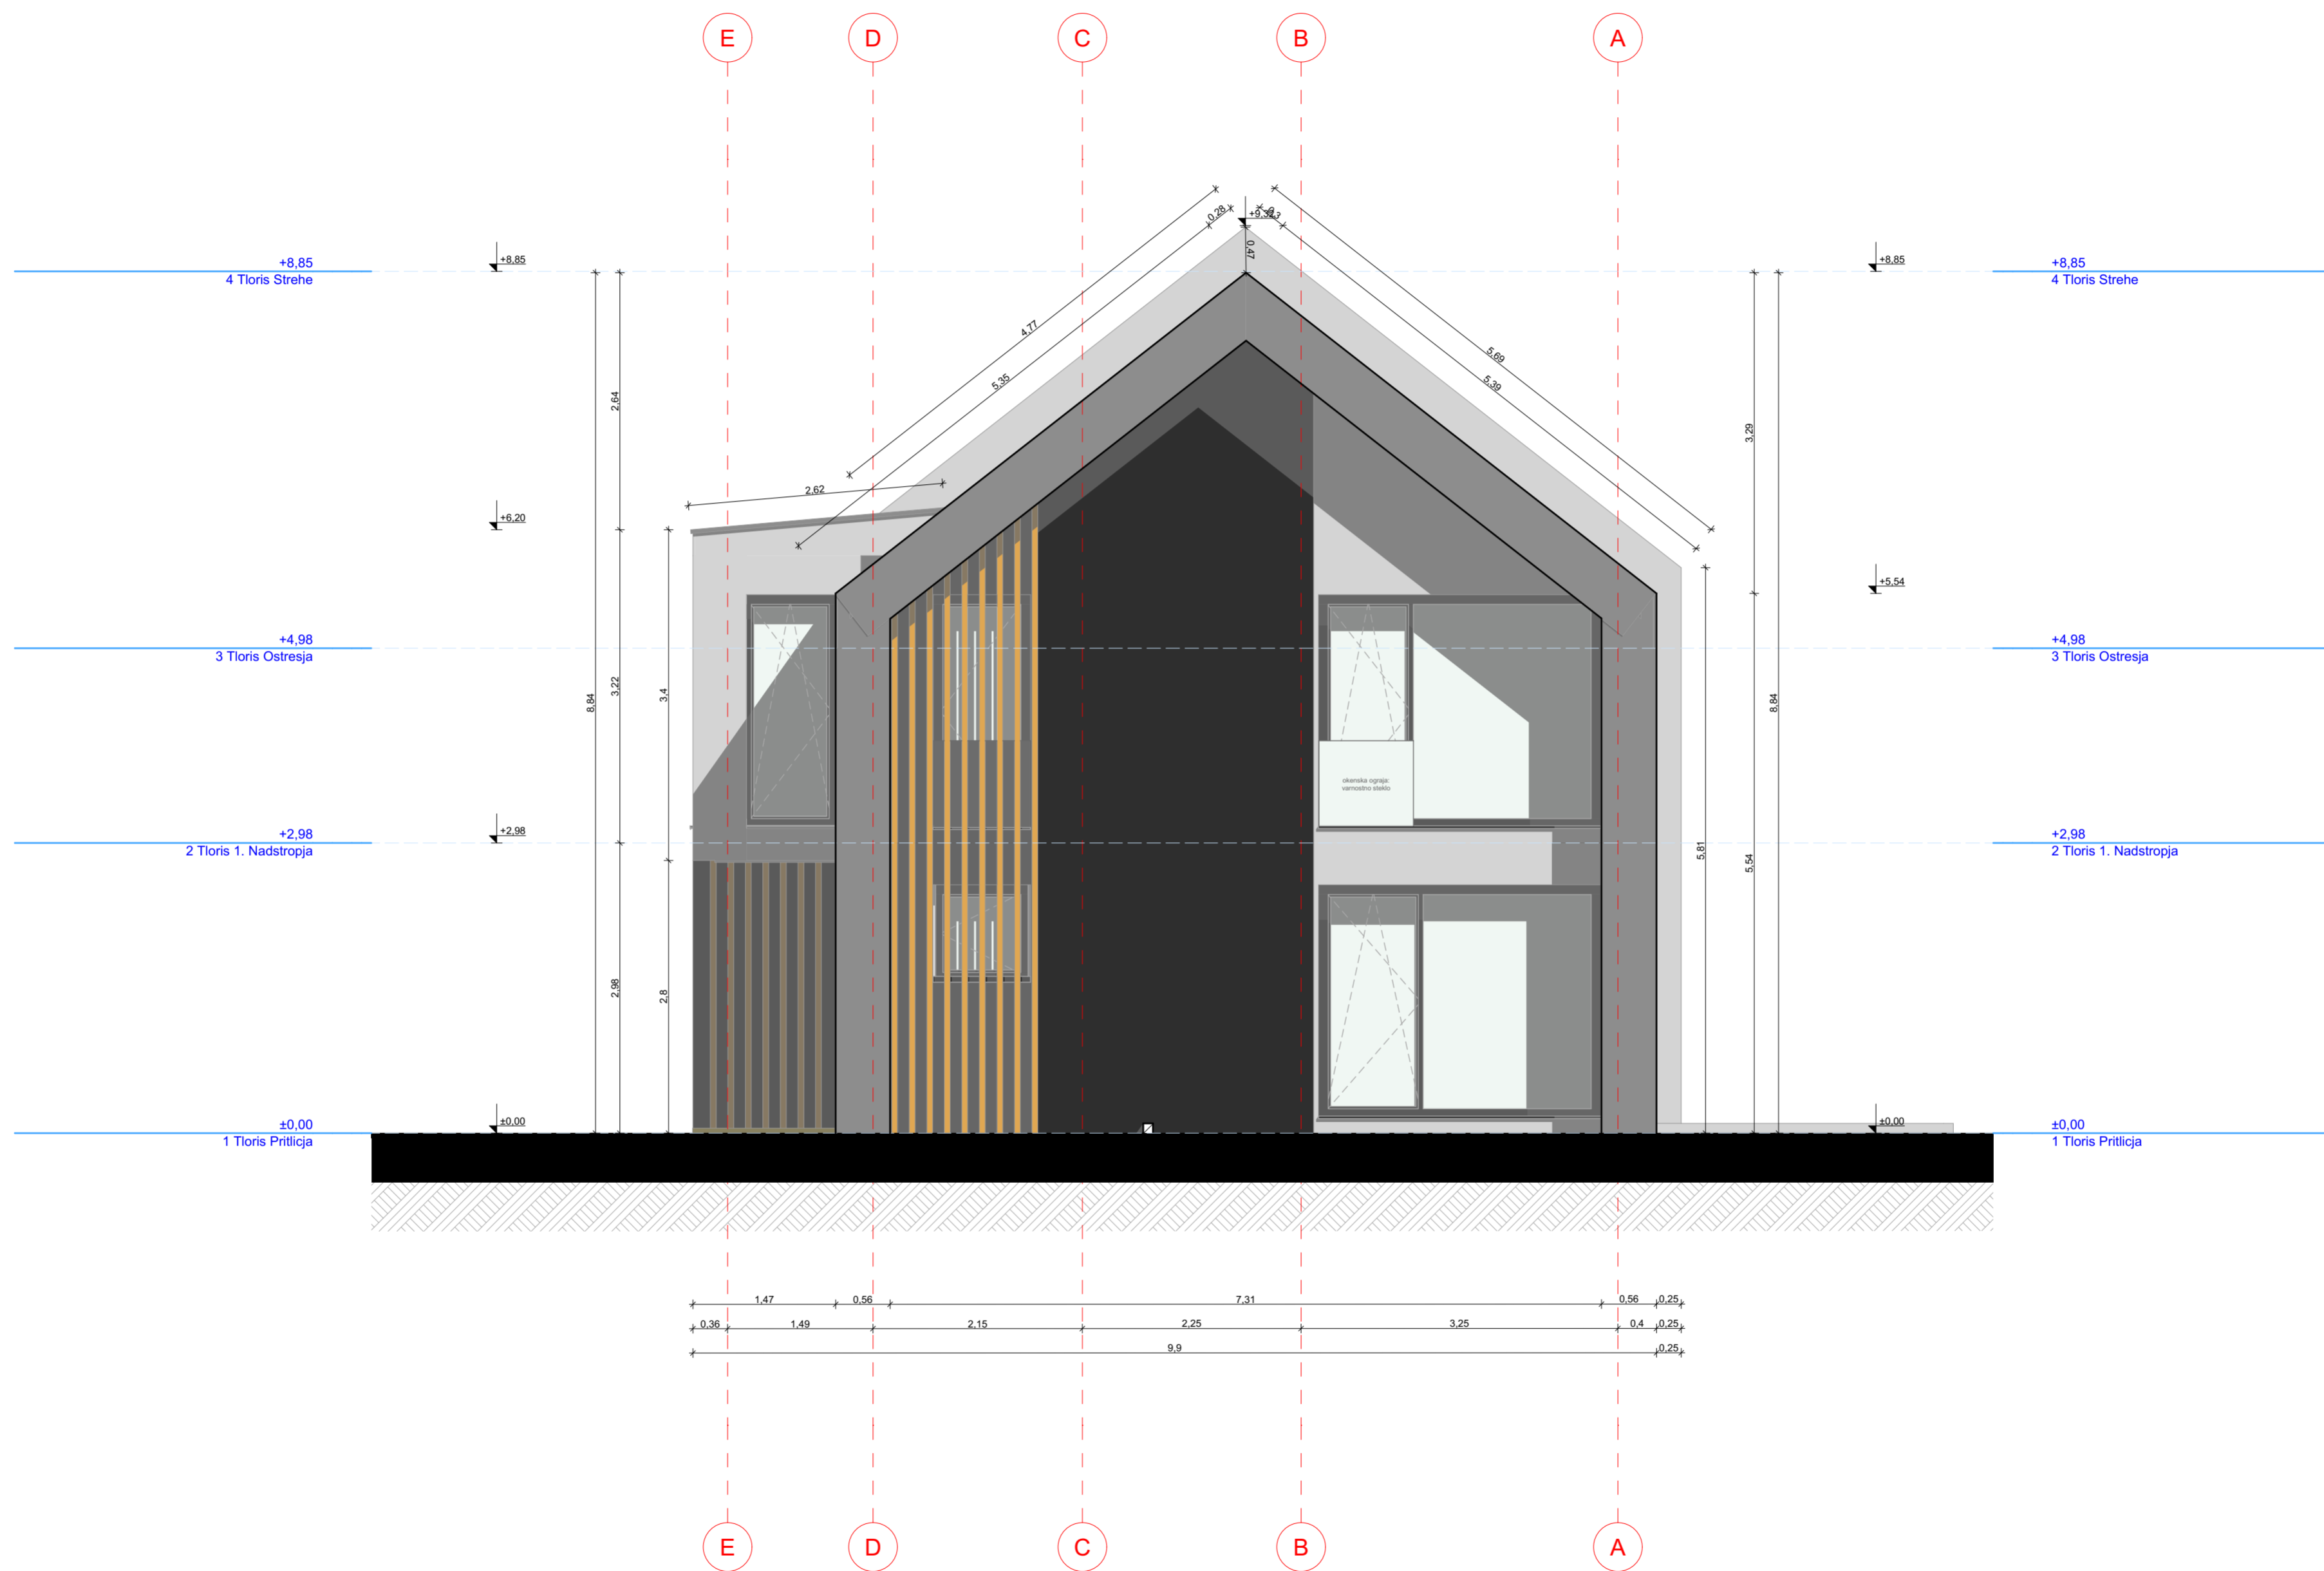 E D C B A
0,28
+9,32
0,3
0,47
+8,85
4 Tloris Strehe
+8,85
+8,85
+8,85
4 Tloris Strehe
4,77
5,35
5,69
5,39
2,64
3,29
2,62
+6,20
+5,54
+4,98
3 Tloris Ostresja
+4,98
3 Tloris Ostresja
8,84
3,22
3,4
8,84
okenska ograja:
varnostno steklo
+2,98
2 Tloris 1. Nadstropja
+2,98
+2,98
2 Tloris 1. Nadstropja
5,81
5,54
2,98
2,8
±0,00
1 Tloris Pritlicja
±0,00
±0,00
±0,00
1 Tloris Pritlicja
1,47 0,56 7,31 0,56 0,25
0,36 1,49 2,15 2,25 3,25 0,4 0,25
9,9 0,25
E D C B A